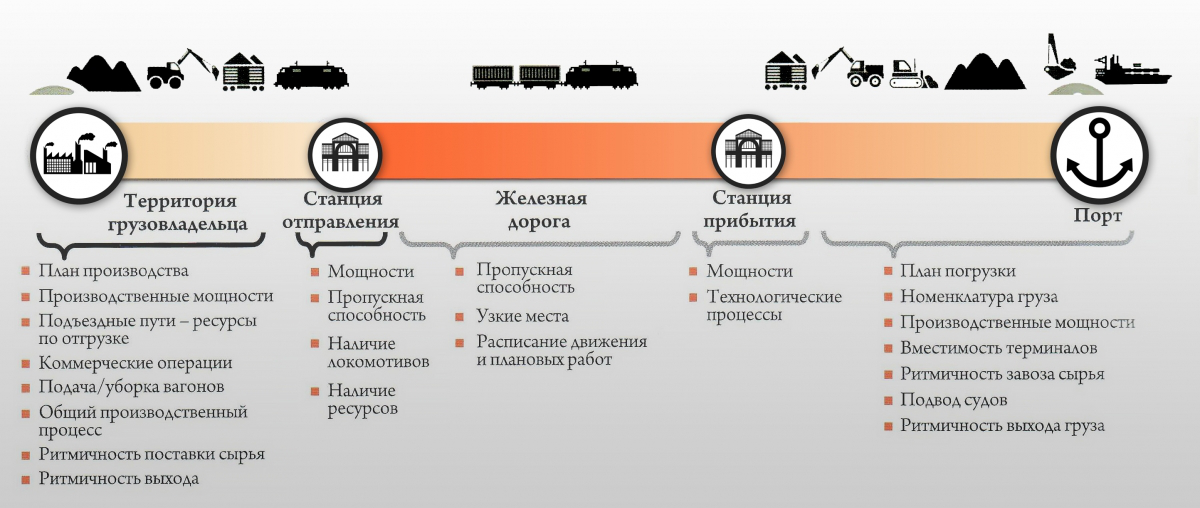 Территория
грузовладельца
Станция
отправления
Железная
дорога
Станция
прибытия
Порт
План производства
Производственные мощности
Подъездные пути – ресурсы
по отгрузке
Коммерческие операции
Подача/уборка вагонов
Общий производственный
процесс
Ритмичность поставки сырья
Ритмичность выхода
Мощности
Пропускная
способность
Наличие
локомотивов
Наличие
ресурсов
Пропускная
способность
Узкие места
Расписание движения
и плановых работ
Мощности
Технологические
процессы
План погрузки
Номенклатура груза
Производственные мощности
Вместимость терминалов
Ритмичность завоза сырья
Подвод судов
Ритмичность выхода груза